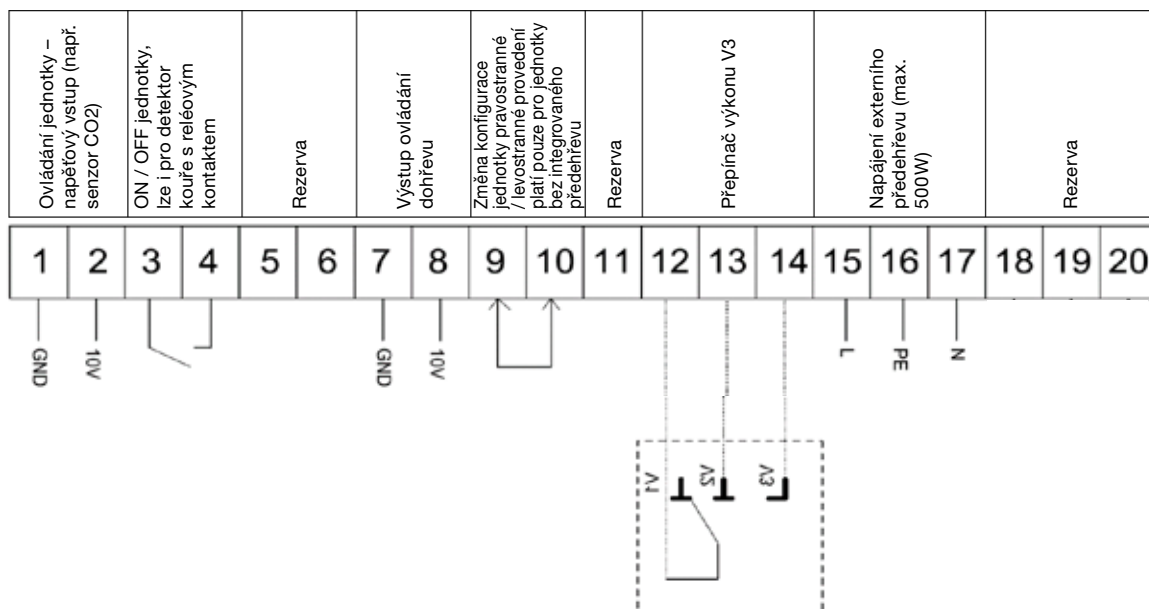 Ovládání jednotky –
napěťový vstup (např.
senzor CO2)
ON / OFF jednotky,
lze i pro detektor
kouře s reléovým
kontaktem
Rezerva
Výstup ovládání
dohřevu
Změna konfigurace
jednotky pravostranné
/ levostranné provedení
platí pouze pro jednotky
bez integrovaného
předehřevu
Rezerva
Přepínač výkonu V3
Napájení externího
předehřevu (max.
500W)
Rezerva
1 2 3 4 5 6 7 8 9 10 11 12 13 14 15 16 17 18 19 20
GND
10V
GND
10V
L
PE
N
V1
V2
V3